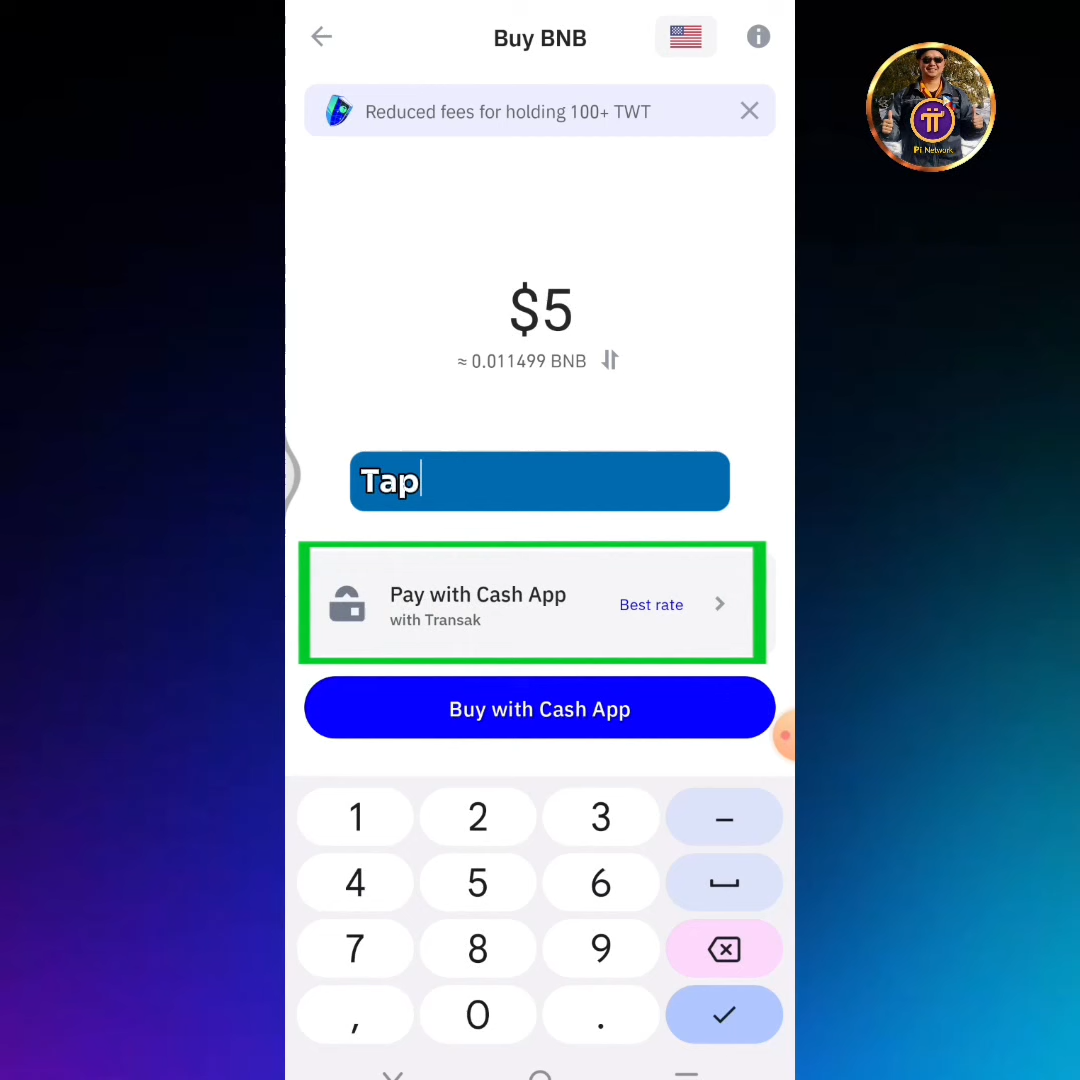 Buy BNB
Reduced fees for holding 100+ TWT
Pi Network
$5
≈ 0.011499 BNB
Tap
Pay with Cash App
Best rate
with Transak
Buy with Cash App
1 2 3 –
4 5 6
7 8 9
, 0 .